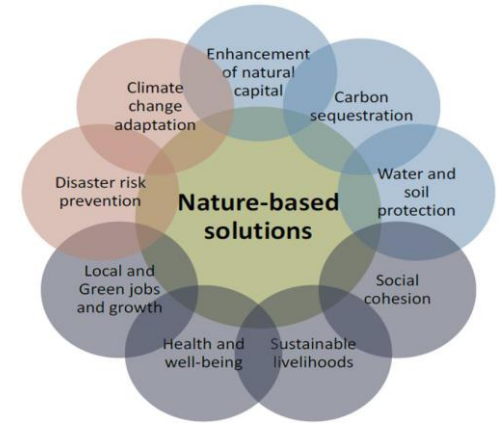 Enhancement
of natural
capital
Carbon
sequestration
Water and
soil
protection
Social
cohesion
Sustainable
livelihoods
Health and
well-being
Local and
Green jobs
and growth
Disaster risk
prevention
Climate
change
adaptation
Nature-based
solutions